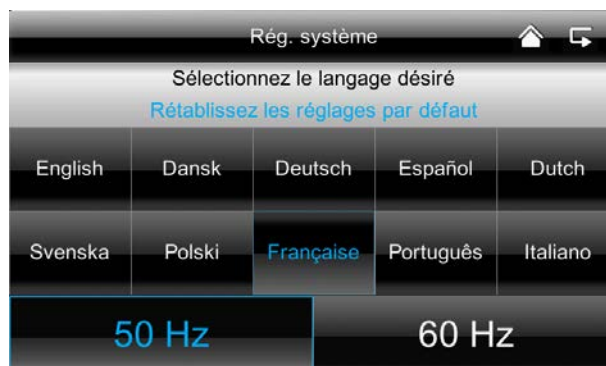 Rég. système
Sélectionnez le langage désiré
Rétablissez les réglages par défaut
English Dansk Deutsch Español Dutch
Svenska Polski Française Português Italiano
50 Hz 60 Hz